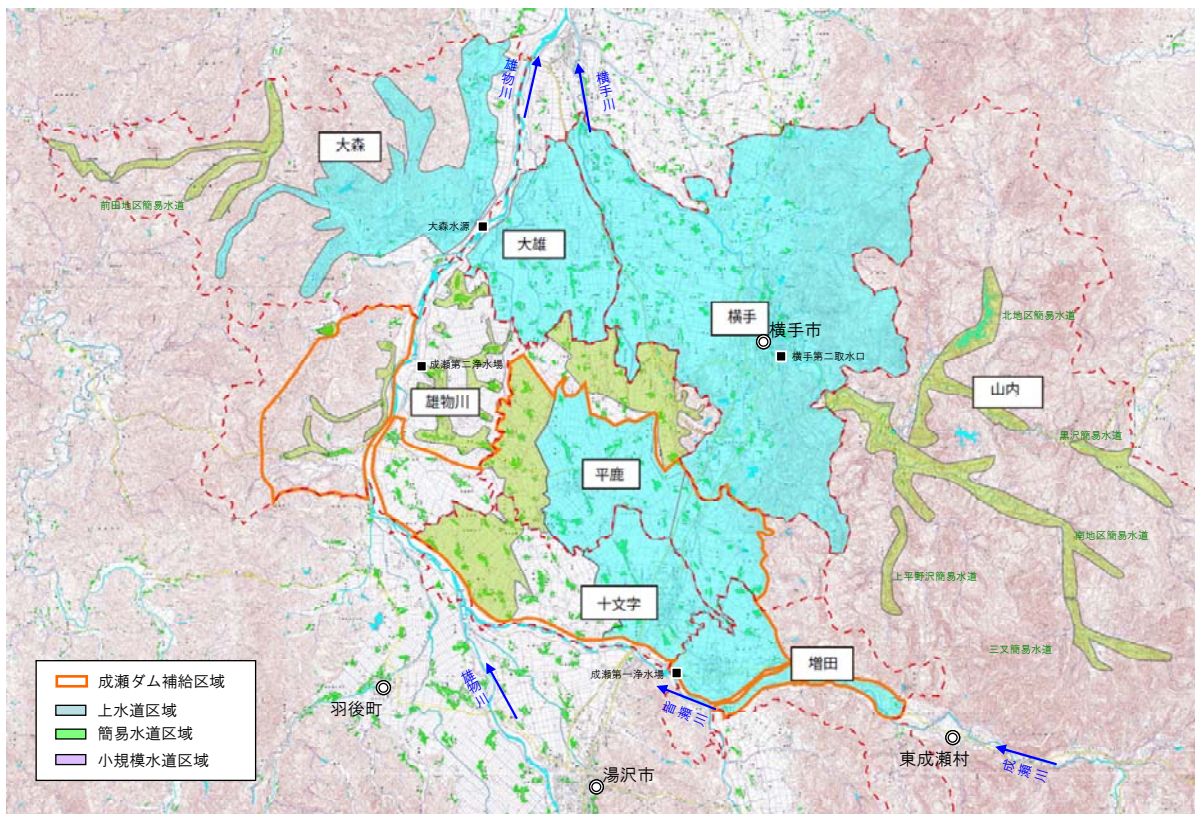 雄物川
横手川
大森
前田地区簡易水道
大森水源
大雄
横手
横手市
北地区簡易水道
成瀬第二浄水場
横手第二取水口
山内
雄物川
黒沢簡易水道
平鹿
南地区簡易水道
上平野沢簡易水道
十文字
三又簡易水道
成瀬第一浄水場
増田
成瀬ダム補給区域
上水道区域
簡易水道区域
小規模水道区域
羽後町
雄物川
皆瀬川
東成瀬村
成瀬川
湯沢市